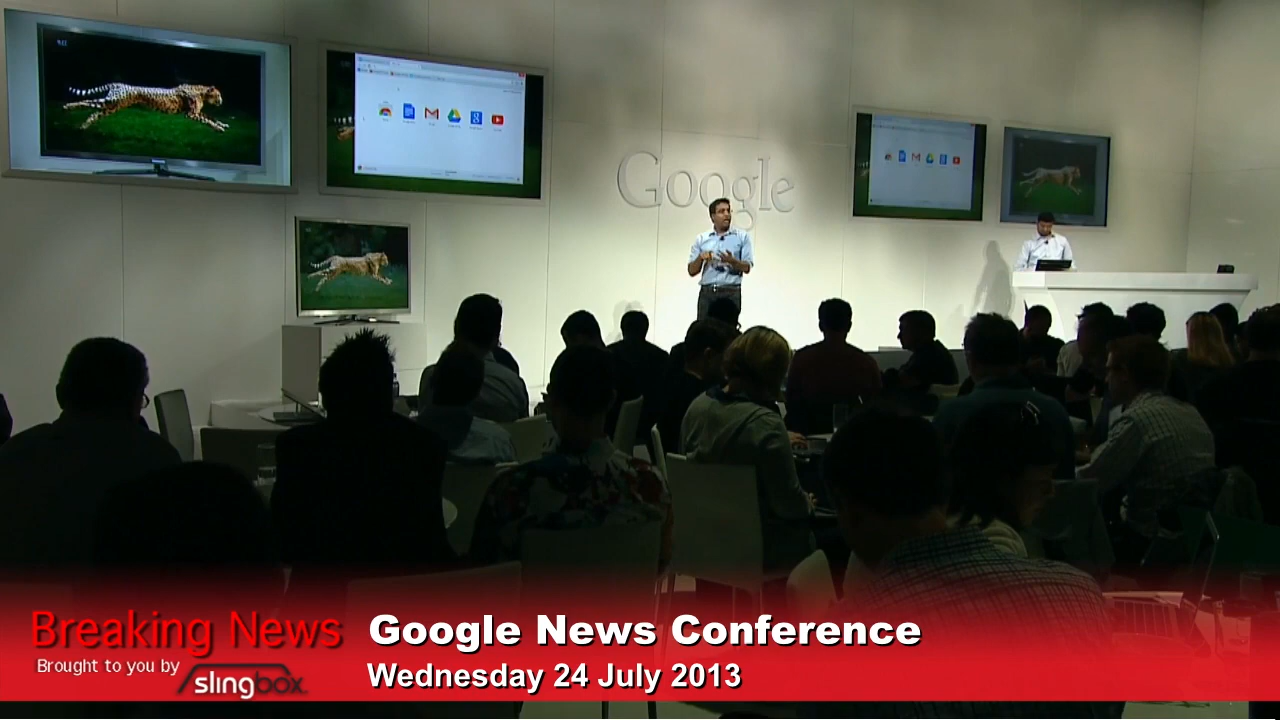 Google
Breaking News
Brought to you by
slingbox
Google News Conference
Wednesday 24 July 2013